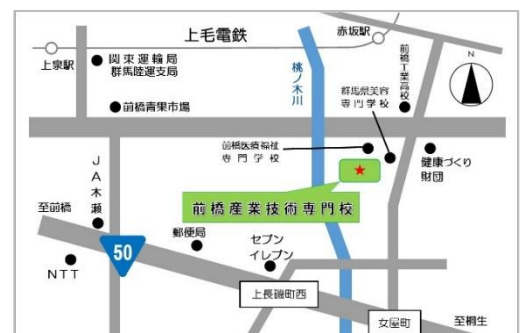 上毛電鉄
赤坂駅
上泉駅
関東運輸局
群馬陸運支局
桃ノ木川
群馬県美容
専門学校
前橋工業高校
N
前橋青果市場
前橋医療福祉
専門学校
健康づくり
財団
JA木瀬
前橋産業技術専門校
至前橋
50
郵便局
セブン
イレブン
NTT
上長磯町西
女屋町
至桐生